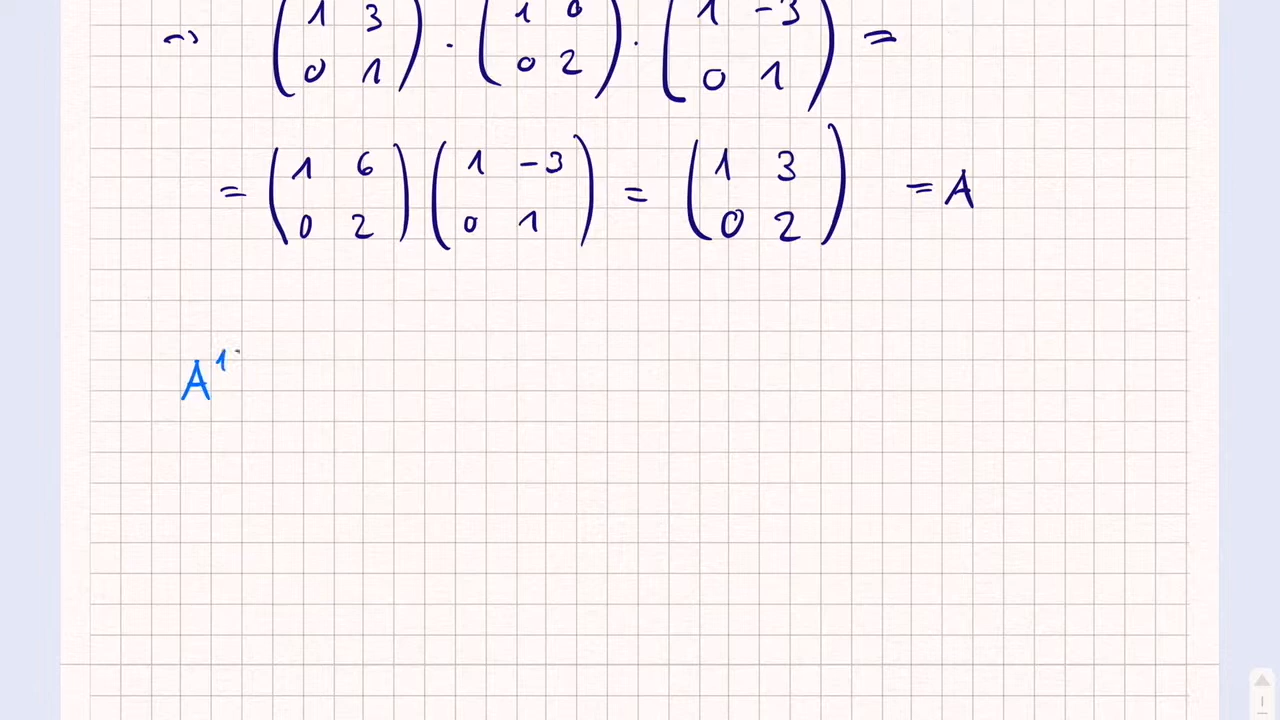 ⇒ (1 3; 0 1) · (1 0; 0 2) · (1 -3; 0 1) =
= (1 6; 0 2) (1 -3; 0 1) = (1 3; 0 2) = A
A^1